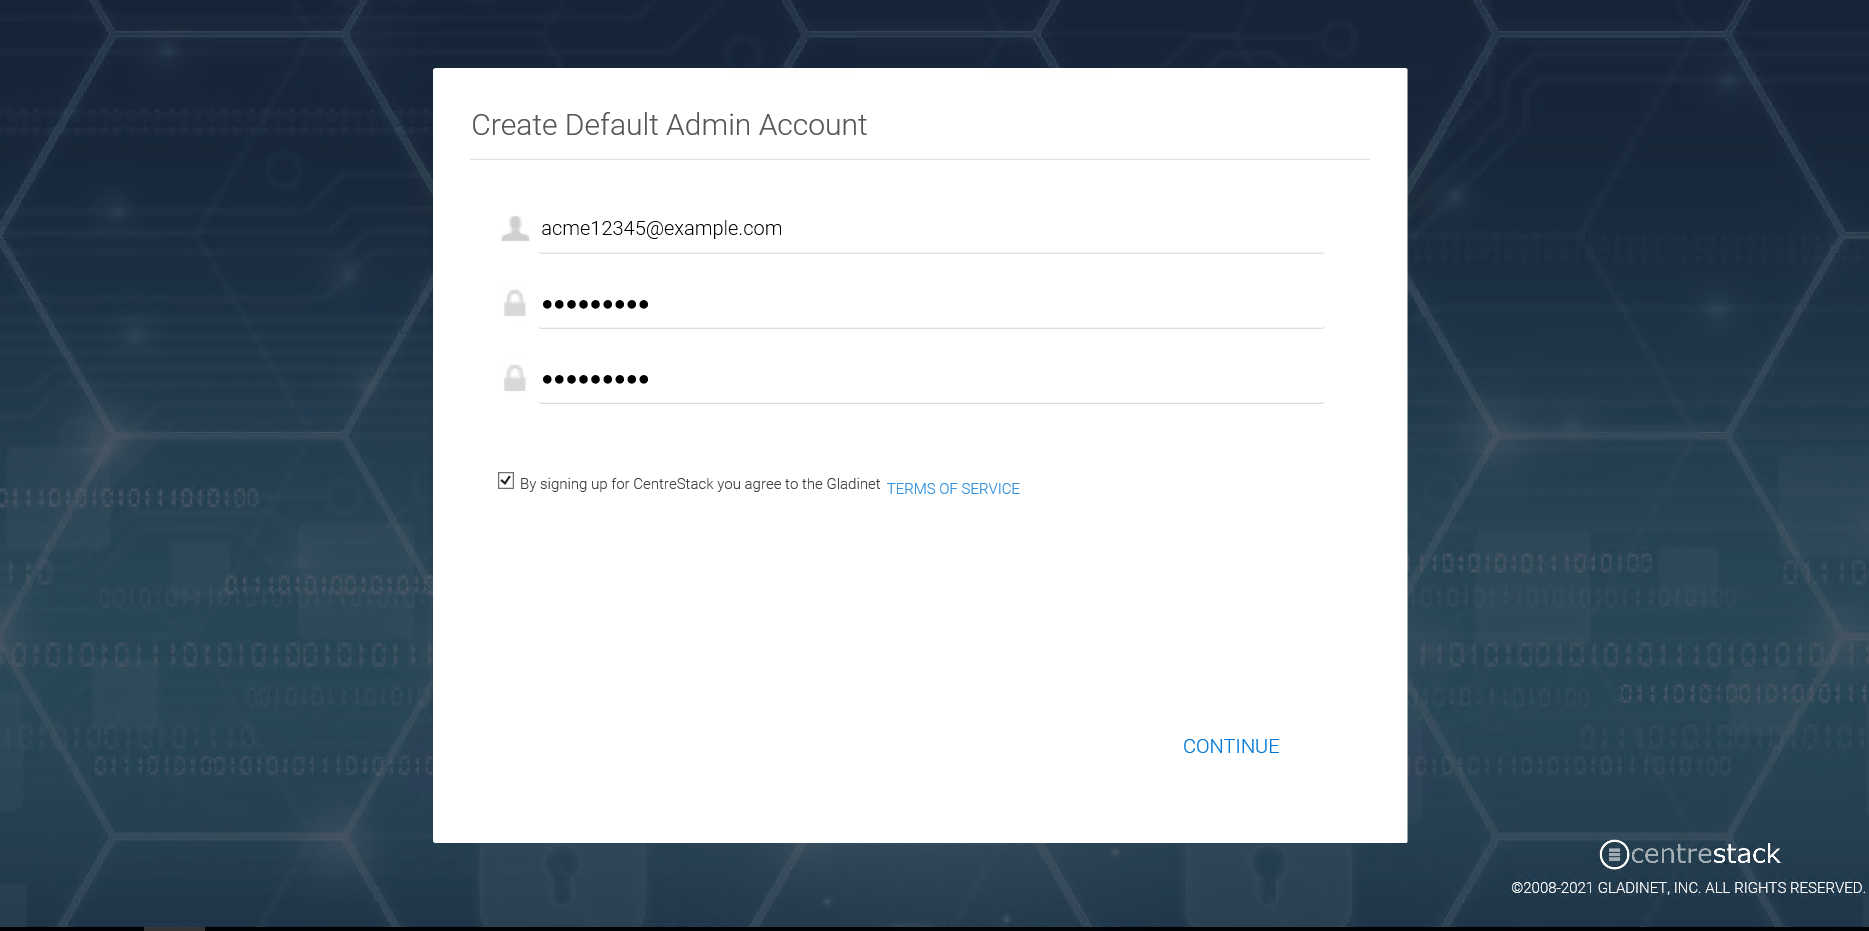 Create Default Admin Account
acme12345@example.com
•••••••••
•••••••••
By signing up for CentreStack you agree to the Gladinet TERMS OF SERVICE
CONTINUE
centrestack
©2008-2021 GLADINET, INC. ALL RIGHTS RESERVED.